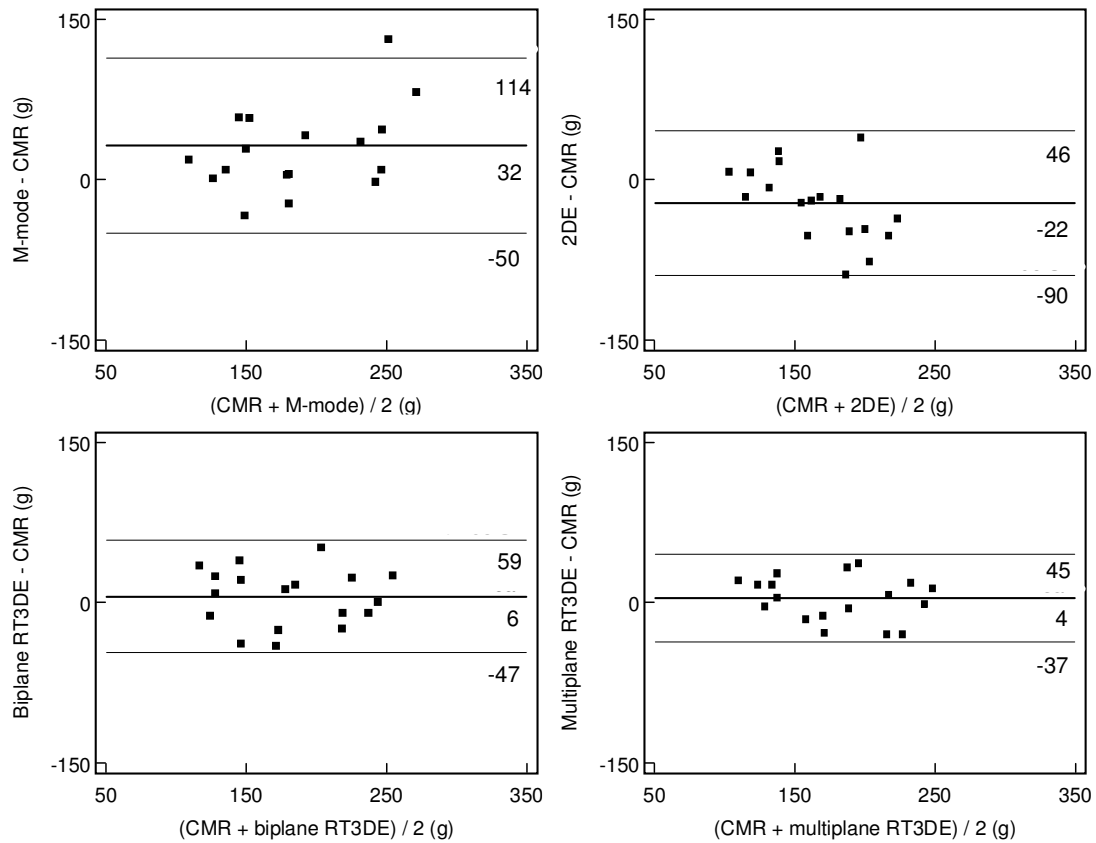 M-mode - CMR (g)
150
0
-150
114
32
-50
50 150 250 350
(CMR + M-mode) / 2 (g)
2DE - CMR (g)
150
0
-150
46
-22
-90
50 150 250 350
(CMR + 2DE) / 2 (g)
Biplane RT3DE - CMR (g)
150
0
-150
59
6
-47
50 150 250 350
(CMR + biplane RT3DE) / 2 (g)
Multiplane RT3DE - CMR (g)
150
0
-150
45
4
-37
50 150 250 350
(CMR + multiplane RT3DE) / 2 (g)